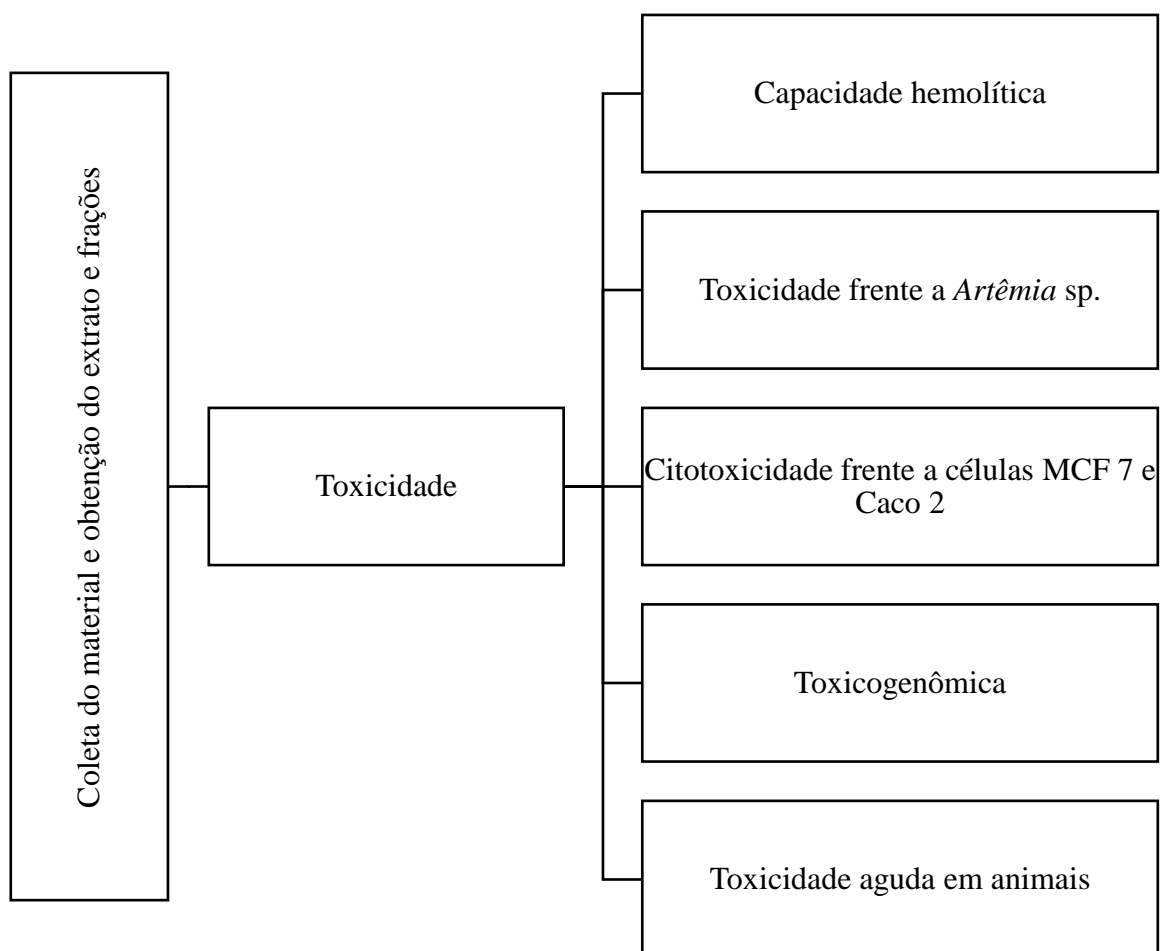 Coleta do material e obtenção do extrato e frações
Toxicidade
Capacidade hemolítica
Toxicidade frente a Artêmia sp.
Citotoxicidade frente a células MCF 7 e
Caco 2
Toxicogenômica
Toxicidade aguda em animais